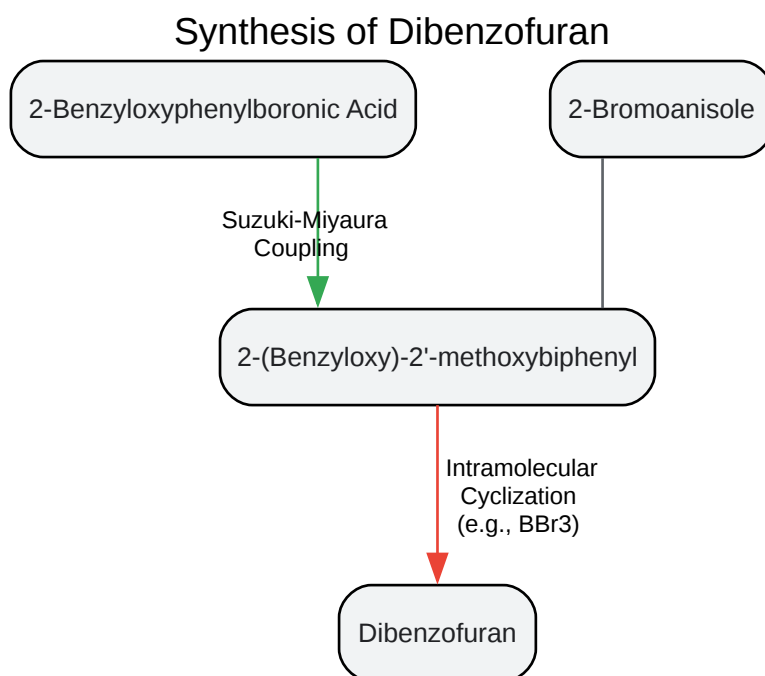 Synthesis of Dibenzofuran
2-Benzyloxyphenylboronic Acid
2-Bromoanisole
Suzuki-Miyaura
Coupling
2-(Benzyloxy)-2'-methoxybiphenyl
Intramolecular
Cyclization
(e.g., BBr3)
Dibenzofuran